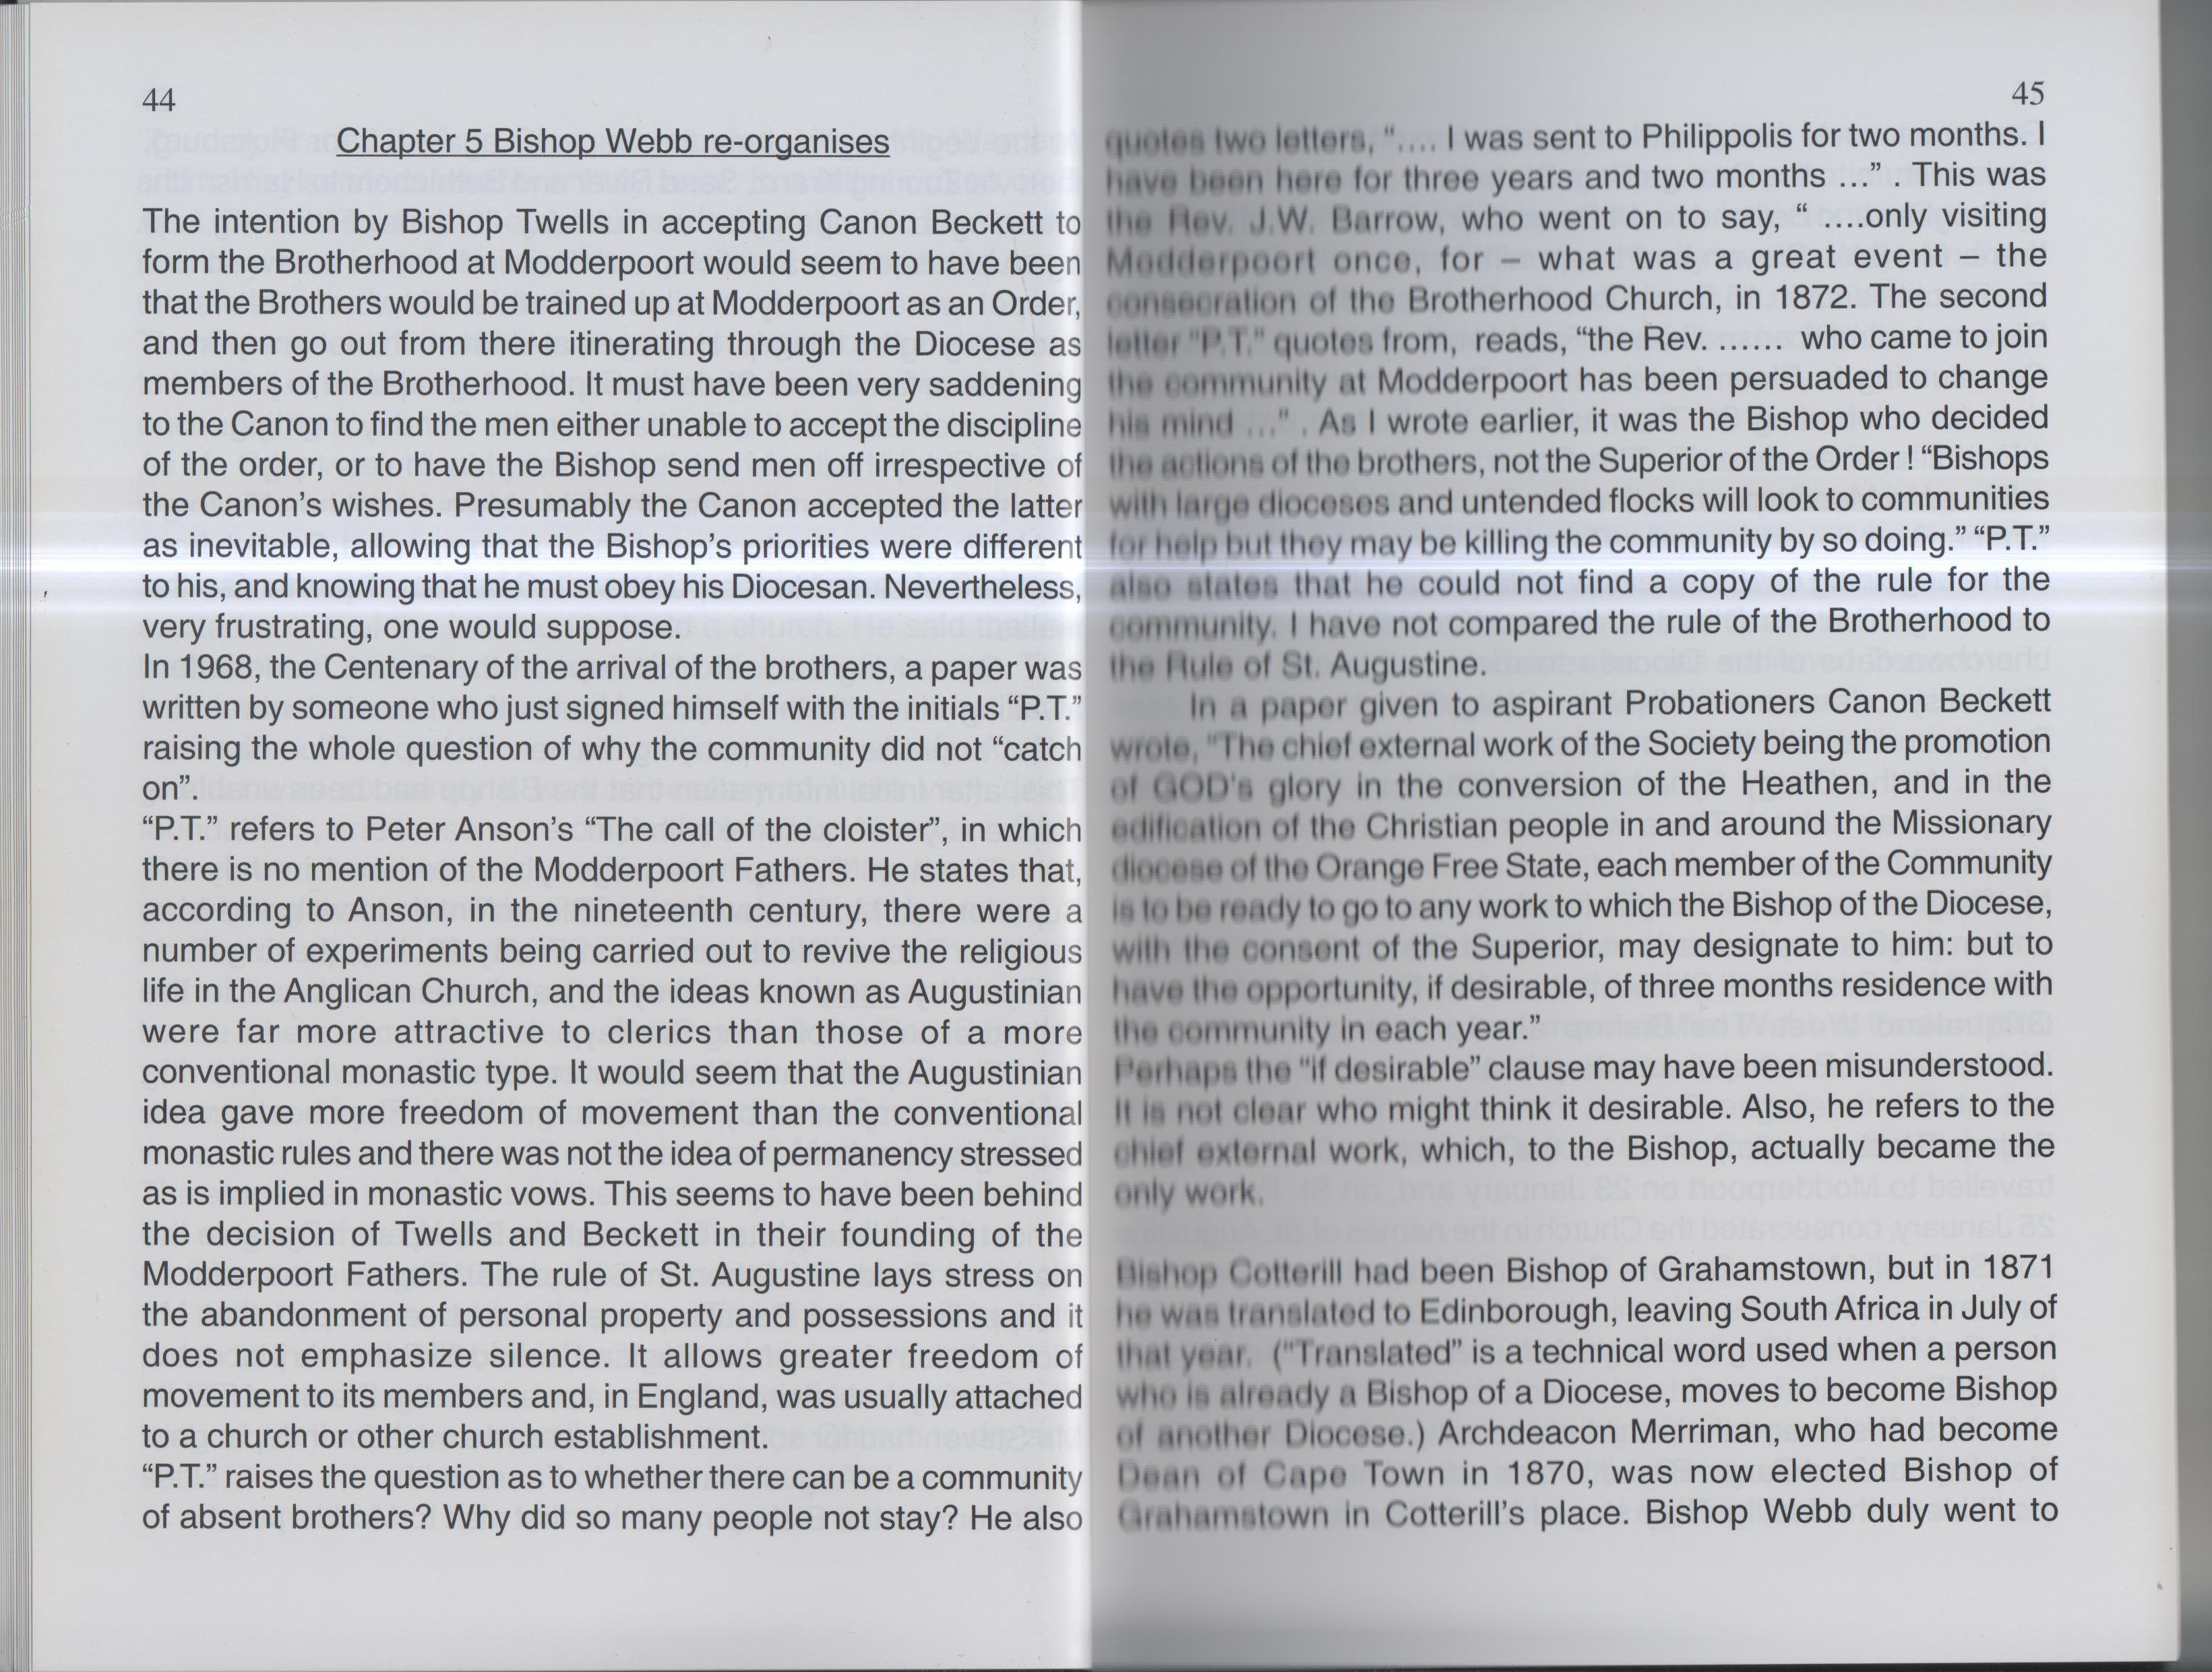 44
Chapter 5 Bishop Webb re-organises
The intention by Bishop Twells in accepting Canon Beckett to
form the Brotherhood at Modderpoort would seem to have been
that the Brothers would be trained up at Modderpoort as an Order,
and then go out from there itinerating through the Diocese as
members of the Brotherhood. It must have been very saddening
to the Canon to find the men either unable to accept the discipline
of the order, or to have the Bishop send men off irrespective of
the Canon's wishes. Presumably the Canon accepted the latter
as inevitable, allowing that the Bishop's priorities were different
to his, and knowing that he must obey his Diocesan. Nevertheless,
very frustrating, one would suppose.
In 1968, the Centenary of the arrival of the brothers, a paper was
written by someone who just signed himself with the initials “P.T.”
raising the whole question of why the community did not “catch
on”.
“P.T.” refers to Peter Anson's “The call of the cloister”, in which
there is no mention of the Modderpoort Fathers. He states that,
according to Anson, in the nineteenth century, there were a
number of experiments being carried out to revive the religious
life in the Anglican Church, and the ideas known as Augustinian
were far more attractive to clerics than those of a more
conventional monastic type. It would seem that the Augustinian
idea gave more freedom of movement than the conventional
monastic rules and there was not the idea of permanency stressed
as is implied in monastic vows. This seems to have been behind
the decision of Twells and Beckett in their founding of the
Modderpoort Fathers. The rule of St. Augustine lays stress on
the abandonment of personal property and possessions and it
does not emphasize silence. It allows greater freedom of
movement to its members and, in England, was usually attached
to a church or other church establishment.
“P.T.” raises the question as to whether there can be a community
of absent brothers? Why did so many people not stay? He also
45
quotes two letters, “.... I was sent to Philippolis for two months. I
have been here for three years and two months ...” . This was
the Rev. J.W. Barrow, who went on to say, “ ....only visiting
Modderpoort once, for – what was a great event – the
consecration of the Brotherhood Church, in 1872. The second
letter “P.T.” quotes from, reads, “the Rev. ...... who came to join
the community at Modderpoort has been persuaded to change
his mind ...” . As I wrote earlier, it was the Bishop who decided
the actions of the brothers, not the Superior of the Order ! “Bishops
with large dioceses and untended flocks will look to communities
for help but they may be killing the community by so doing.” “P.T.”
also states that he could not find a copy of the rule for the
community. I have not compared the rule of the Brotherhood to
the Rule of St. Augustine.
In a paper given to aspirant Probationers Canon Beckett
wrote, “The chief external work of the Society being the promotion
of GOD's glory in the conversion of the Heathen, and in the
edification of the Christian people in and around the Missionary
diocese of the Orange Free State, each member of the Community
is to be ready to go to any work to which the Bishop of the Diocese,
with the consent of the Superior, may designate to him: but to
have the opportunity, if desirable, of three months residence with
the community in each year.”
Perhaps the “if desirable” clause may have been misunderstood.
It is not clear who might think it desirable. Also, he refers to the
chief external work, which, to the Bishop, actually became the
only work.
Bishop Cotterill had been Bishop of Grahamstown, but in 1871
he was translated to Edinborough, leaving South Africa in July of
that year. (“Translated” is a technical word used when a person
who is already a Bishop of a Diocese, moves to become Bishop
of another Diocese.) Archdeacon Merriman, who had become
Dean of Cape Town in 1870, was now elected Bishop of
Grahamstown in Cotterill's place. Bishop Webb duly went to